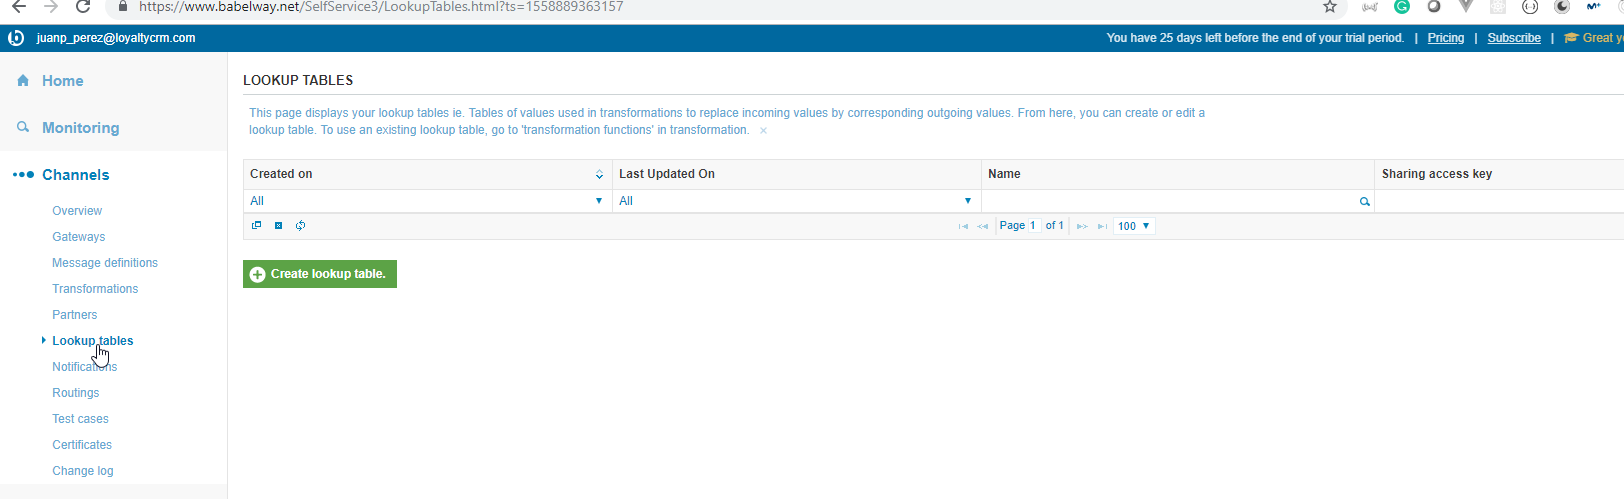 https://www.babelway.net/SelfService3/LookupTables.html?ts=1558889363157
juanp_perez@loyaltycrm.com
You have 25 days left before the end of your trial period. | Pricing | Subscribe | Great y
Home
Monitoring
Channels
Overview
Gateways
Message definitions
Transformations
Partners
Lookup tables
Notifications
Routings
Test cases
Certificates
Change log
LOOKUP TABLES
This page displays your lookup tables ie. Tables of values used in transformations to replace incoming values by corresponding outgoing values. From here, you can create or edit a
lookup table. To use an existing lookup table, go to 'transformation functions' in transformation. ×
Created on Last Updated On Name Sharing access key
All All
Page 1 of 1 100
Create lookup table.